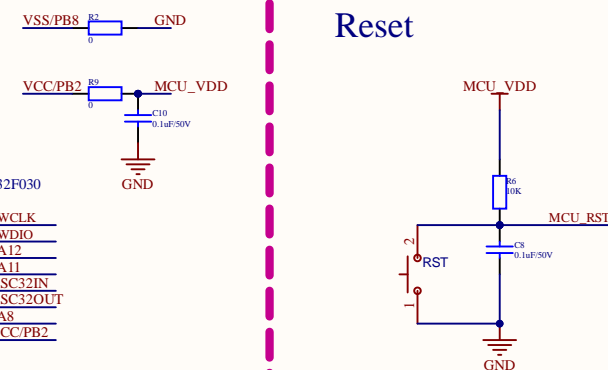 VSS/PB8
R2
0
GND
VCC/PB2
R9
0
MCU_VDD
C10
0.1uF/50V
GND
32F030
WCLK
WDIO
A12
A11
SC32IN
SC32OUT
A8
CC/PB2
Reset
MCU_VDD
R6
10K
MCU_RST
2
RST
1
C8
0.1uF/50V
GND